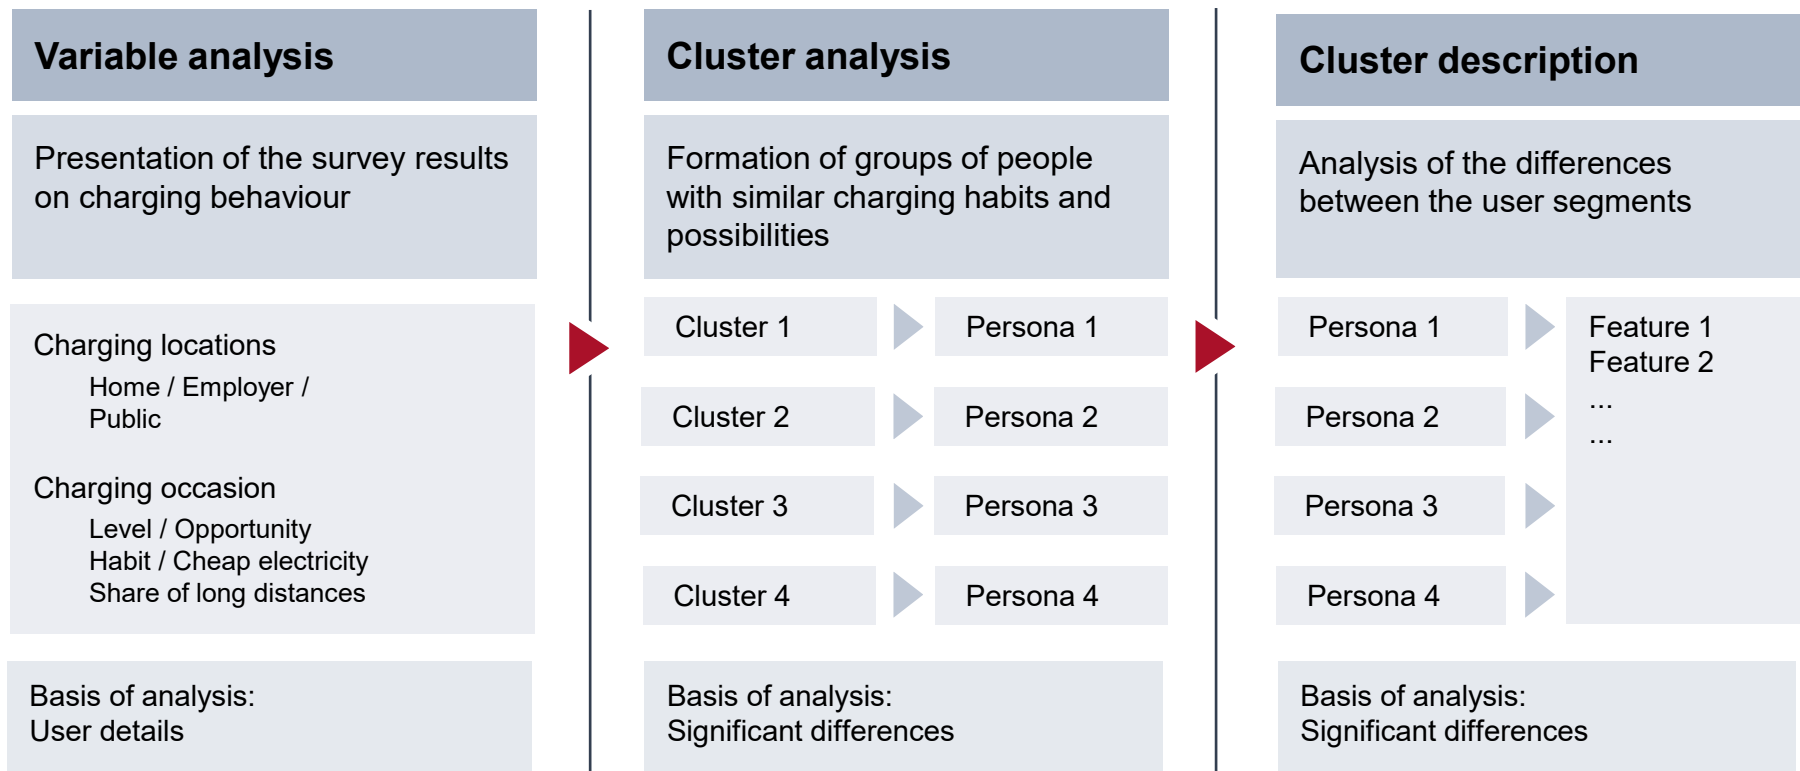 Variable analysis
Presentation of the survey results
on charging behaviour
Charging locations
Home / Employer /
Public
Charging occasion
Level / Opportunity
Habit / Cheap electricity
Share of long distances
Basis of analysis:
User details
Cluster analysis
Formation of groups of people
with similar charging habits and
possibilities
Cluster 1
Persona 1
Cluster 2
Persona 2
Cluster 3
Persona 3
Cluster 4
Persona 4
Basis of analysis:
Significant differences
Cluster description
Analysis of the differences
between the user segments
Persona 1
Persona 2
Persona 3
Persona 4
Feature 1
Feature 2
...
...
Basis of analysis:
Significant differences